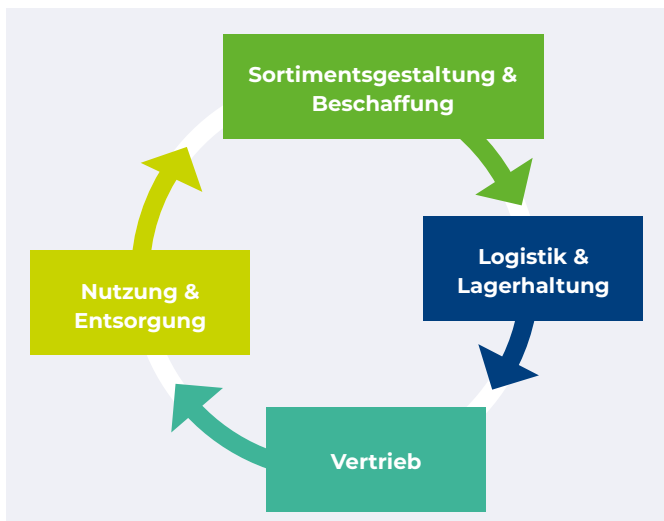 Sortimentsgestaltung &
Beschaffung
Logistik &
Lagerhaltung
Vertrieb
Nutzung &
Entsorgung